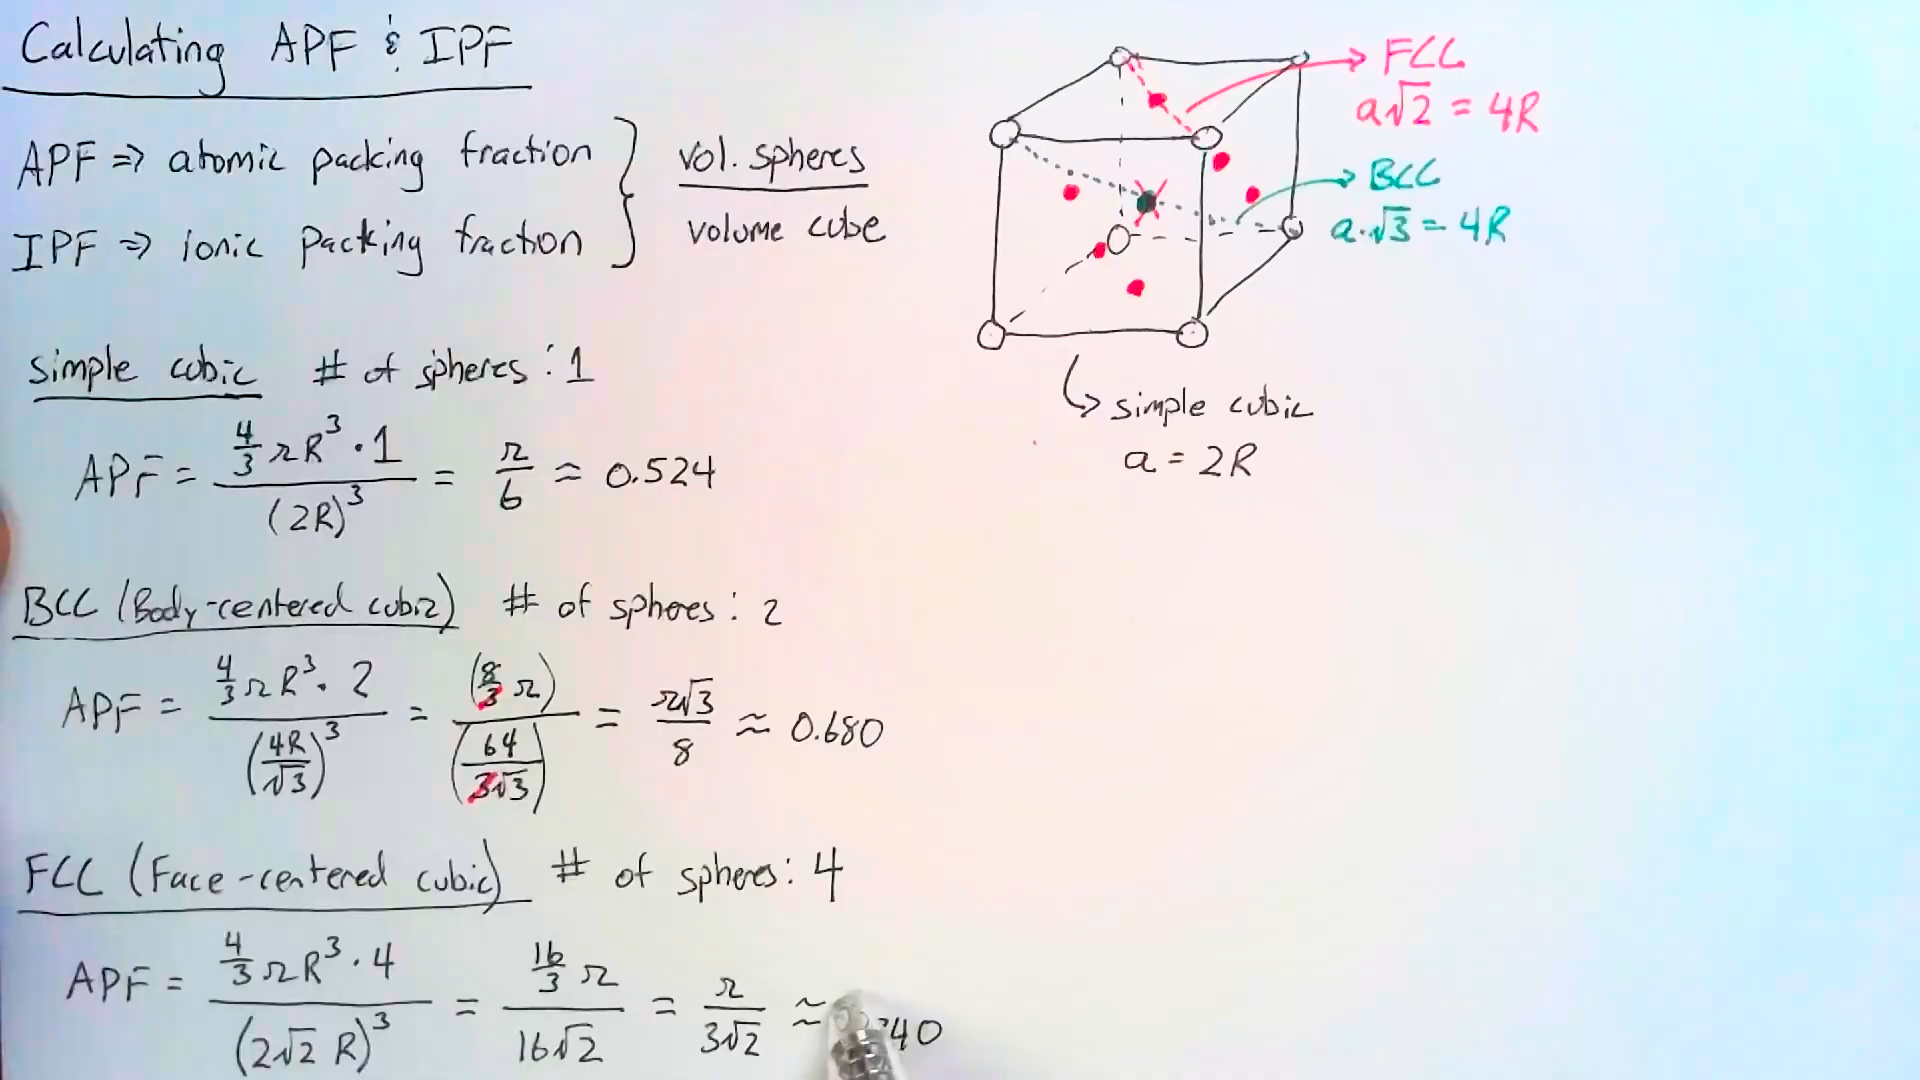 Calculating APF & IPF
APF => atomic packing fraction
IPF => ionic packing fraction
vol. spheres
volume cube
FCC
a√2 = 4R
BCC
a·√3 = 4R
simple cubic
a = 2R
simple cubic # of spheres : 1
APF = 4/3 πR³ · 1 / (2R)³ = π/6 ≈ 0.524
BCC (Body-centered cubic) # of spheres : 2
APF = 4/3 πR³ · 2 / (4R/√3)³ = (8/3 π) / (64/3√3) = π√3/8 ≈ 0.680
FCC (Face-centered cubic) # of spheres : 4
APF = 4/3 πR³ · 4 / (2√2 R)³ = 16/3 π / 16√2 = π/3√2 ≈ 40